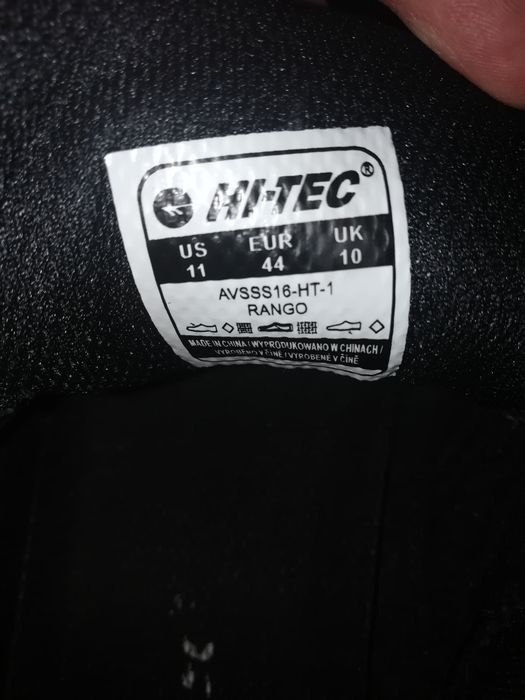 HI-TEC®
US EUR UK
11 44 10
AVSSS16-HT-1
RANGO
MADE IN CHINA / WYPRODUKOWANO W CHINACH /
VYROBENO V ČÍNĚ / VYROBENÉ V ČÍNE